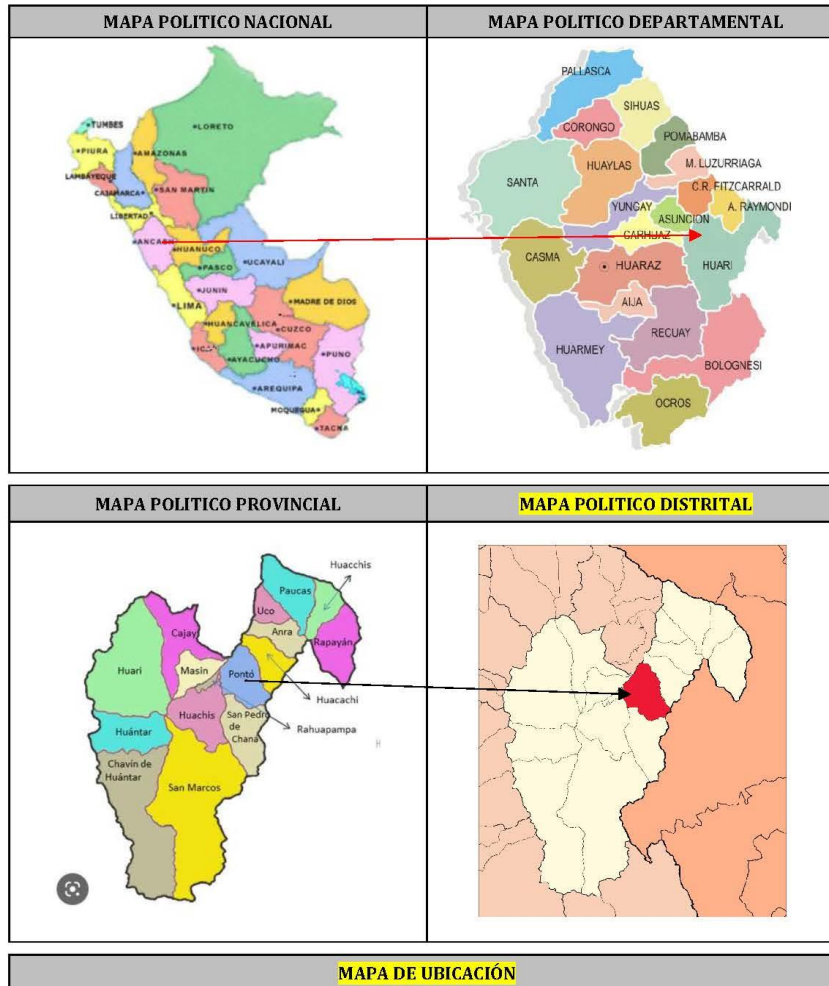 MAPA POLITICO NACIONAL
MAPA POLITICO DEPARTAMENTAL
TUMBES
LORETO
PIURA
AMAZONAS
LAMBAYEQUE
CAJAMARCA
SAN MARTIN
LIBERTAD
ANCASH
HUANUCO
UCAYALI
PASCO
JUNIN
LIMA
MADRE DE DIOS
HUANCAVELICA
CUZCO
APURIMAC
PUNO
AYACUCHO
AREQUIPA
MOQUEGUA
TACNA
PALLASCA
SIHUAS
CORONGO
POMABAMBA
HUAYLAS
M. LUZURRIAGA
SANTA
C.R. FITZCARRALD
YUNGAY
A. RAYMONDI
ASUNCION
CARHUAZ
CASMA
HUARAZ
HUARI
AIJA
RECUAY
HUARMEY
BOLOGNESI
OCROS
MAPA POLITICO PROVINCIAL
MAPA POLITICO DISTRITAL
Huacchis
Paucas
Uco
Anra
Cajay
Rapayán
Huari
Masin
Pontó
Huacachi
Huachis
San Pedro
de
Chaná
Rahuapampa
Huántar
Chavín de
Huántar
San Marcos
MAPA DE UBICACIÓN